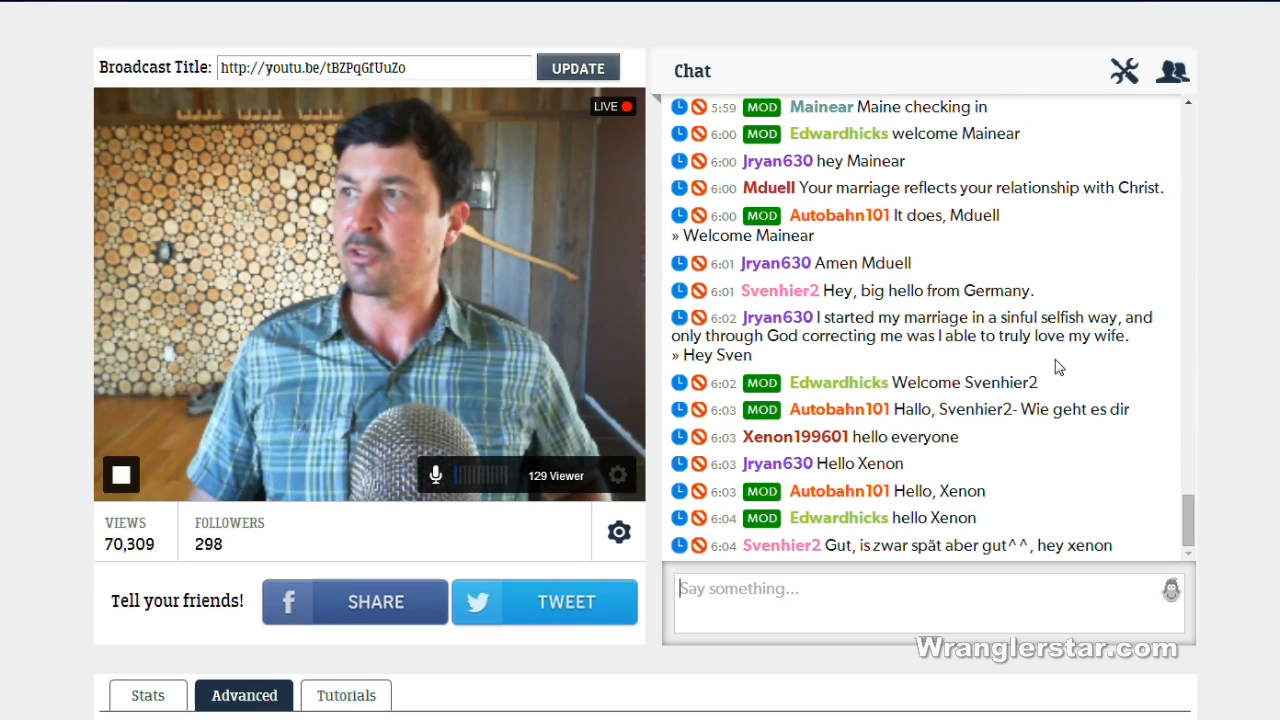 Broadcast Title: http://youtu.be/tBZPqGfUuZo UPDATE
LIVE
129 Viewer
VIEWS
70,309
FOLLOWERS
298
Tell your friends! f SHARE TWEET
Chat
5:59 MOD Mainear Maine checking in
6:00 MOD Edwardhicks welcome Mainear
6:00 Jryan630 hey Mainear
6:00 Mduell Your marriage reflects your relationship with Christ.
6:00 MOD Autobahn101 It does, Mduell
» Welcome Mainear
6:01 Jryan630 Amen Mduell
6:01 Svenhier2 Hey, big hello from Germany.
6:02 Jryan630 I started my marriage in a sinful selfish way, and
only through God correcting me was I able to truly love my wife.
» Hey Sven
6:02 MOD Edwardhicks Welcome Svenhier2
6:03 MOD Autobahn101 Hallo, Svenhier2- Wie geht es dir
6:03 Xenon199601 hello everyone
6:03 Jryan630 Hello Xenon
6:03 MOD Autobahn101 Hello, Xenon
6:04 MOD Edwardhicks hello Xenon
6:04 Svenhier2 Gut, is zwar spät aber gut^^, hey xenon
Say something...
Wranglerstar.com
Stats Advanced Tutorials